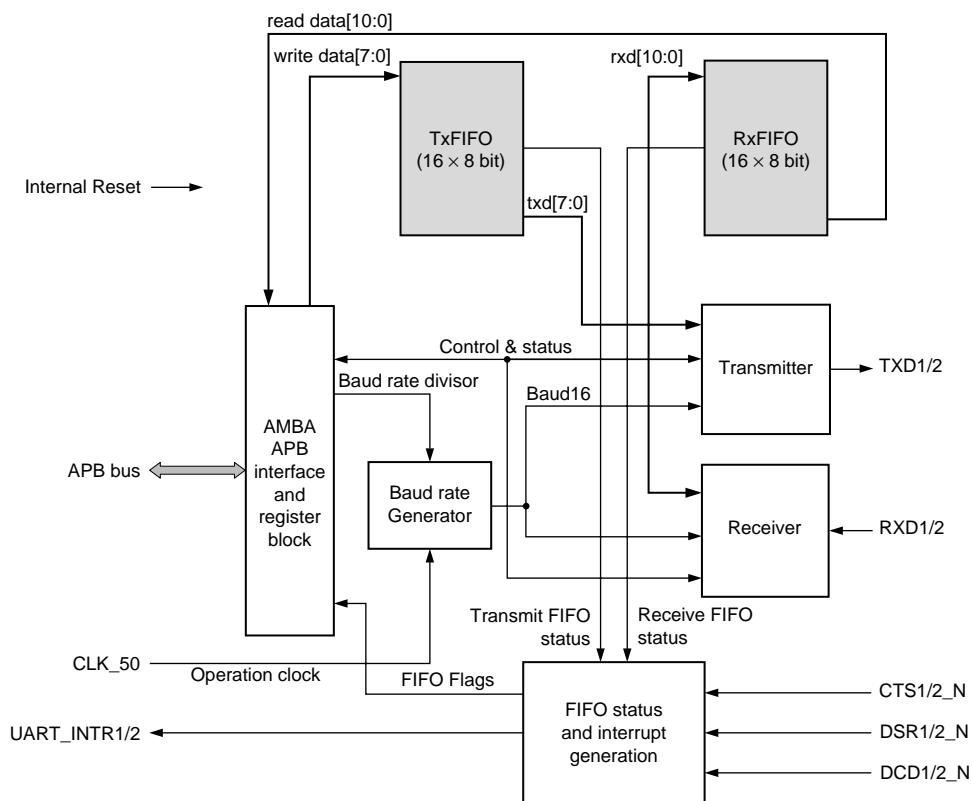 read data[10:0]
write data[7:0]
rxd[10:0]
TxFIFO
(16 × 8 bit)
RxFIFO
(16 × 8 bit)
Internal Reset
txd[7:0]
Control & status
Transmitter
TXD1/2
Baud rate divisor
Baud16
AMBA
APB
interface
and
register
block
APB bus
Baud rate
Generator
Receiver
RXD1/2
Transmit FIFO
status
Receive FIFO
status
CLK_50
Operation clock
FIFO Flags
UART_INTR1/2
FIFO status
and interrupt
generation
CTS1/2_N
DSR1/2_N
DCD1/2_N